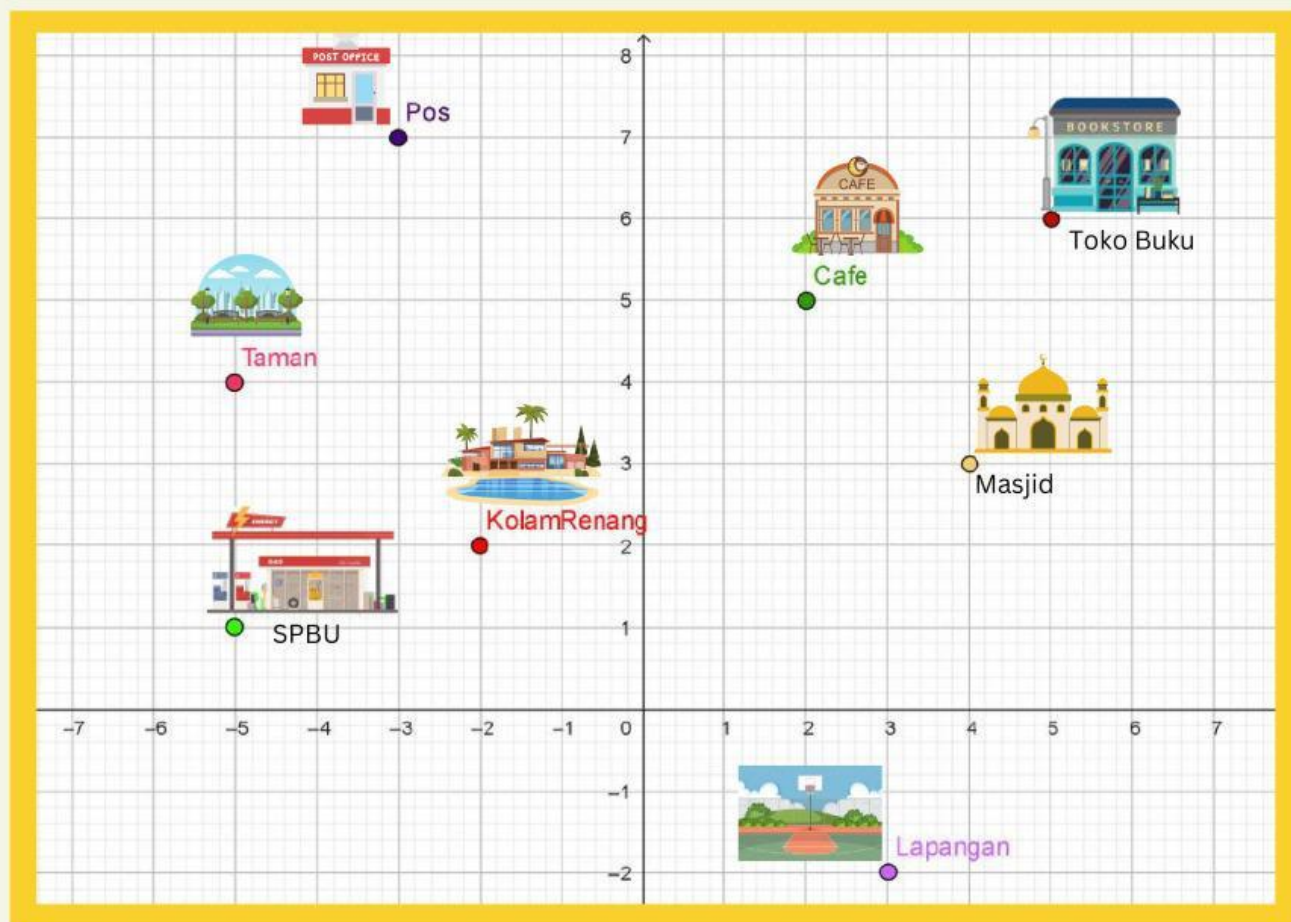 8
POST OFFICE
Pos
7
BOOKSTORE
CAFE
6
Toko Buku
Cafe
5
Taman
4
3
Masjid
KolamRenang
2
ENERGY
GAS
1
SPBU
–7 –6 –5 –4 –3 –2 –1 0 1 2 3 4 5 6 7
–1
Lapangan
–2